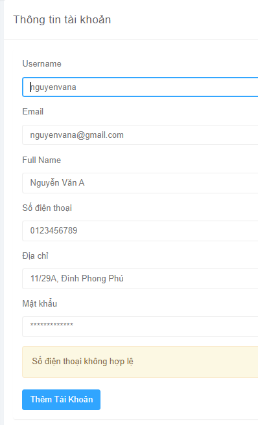 Thông tin tài khoản
Username
nguyenvana
Email
nguyenvana@gmail.com
Full Name
Nguyễn Văn A
Số điện thoại
0123456789
Địa chỉ
11/29A, Đình Phong Phú
Mật khẩu
*************
Số điện thoại không hợp lệ
Thêm Tài Khoản